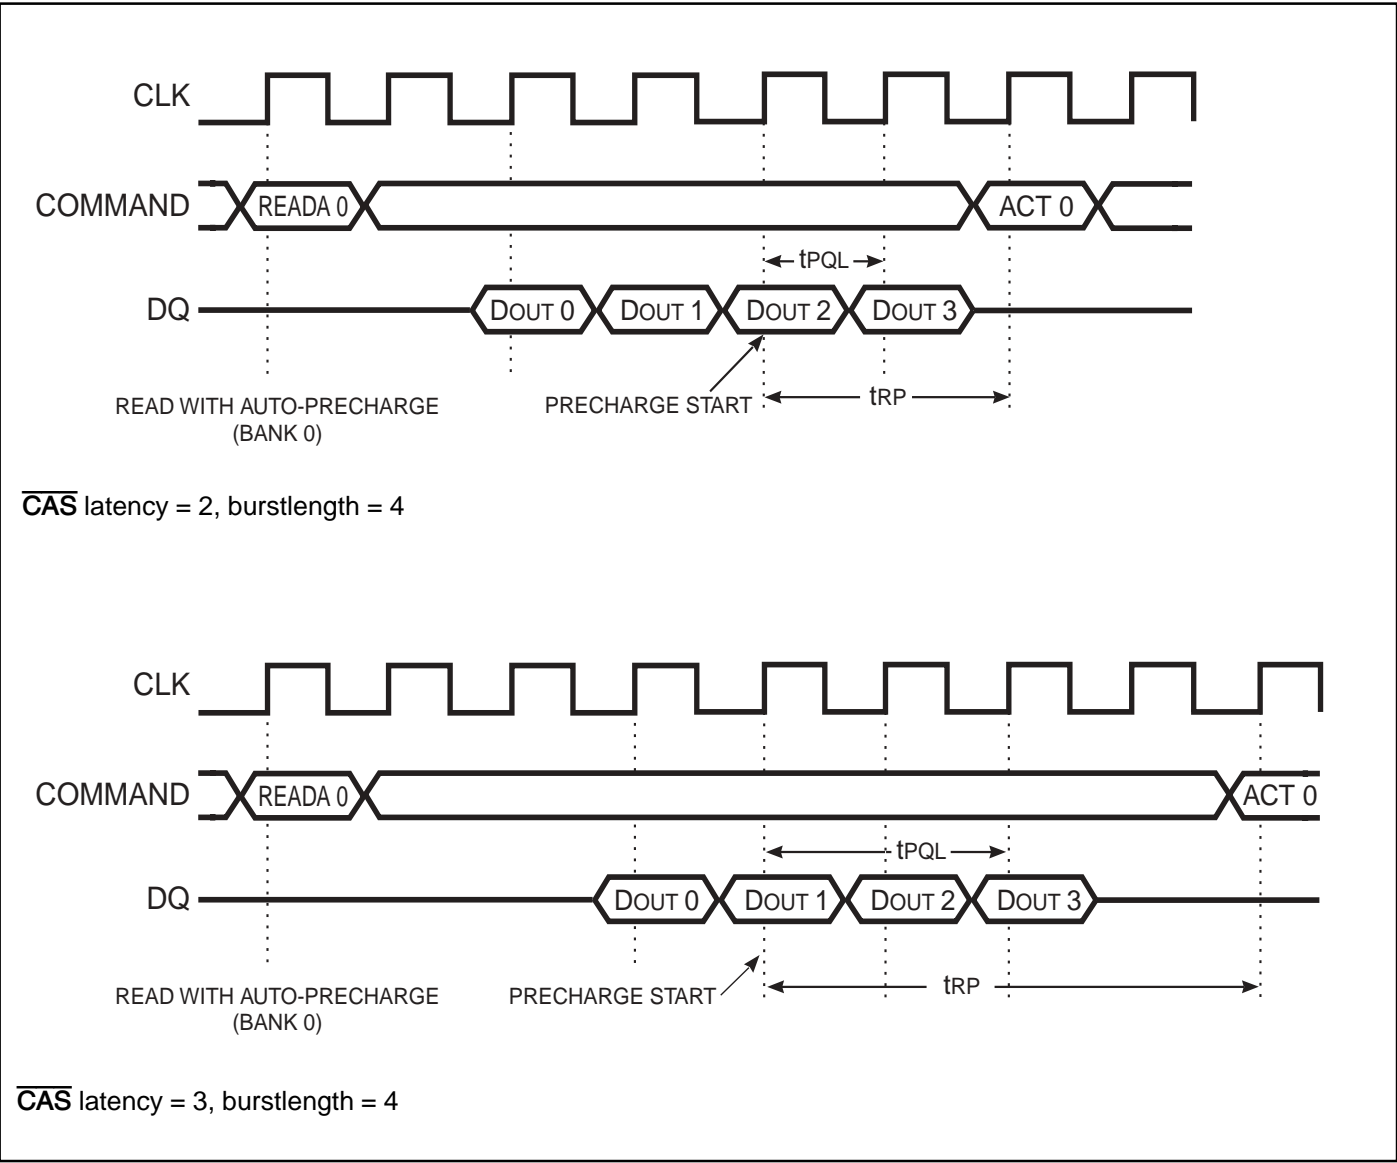 CLK
COMMAND READA 0 ACT 0
tPQL
DQ DOUT 0 DOUT 1 DOUT 2 DOUT 3
READ WITH AUTO-PRECHARGE
(BANK 0)
PRECHARGE START
tRP
CAS latency = 2, burstlength = 4
CLK
COMMAND READA 0 ACT 0
tPQL
DQ DOUT 0 DOUT 1 DOUT 2 DOUT 3
READ WITH AUTO-PRECHARGE
(BANK 0)
PRECHARGE START
tRP
CAS latency = 3, burstlength = 4